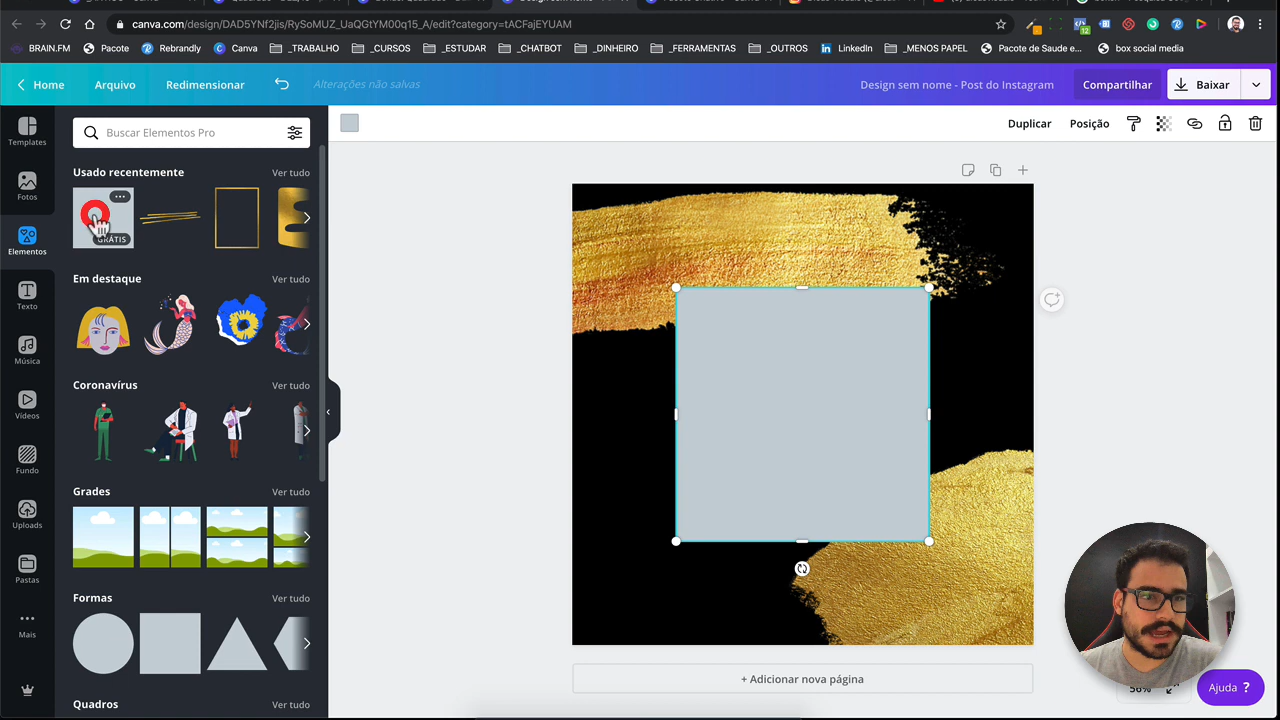 canva.com/design/DAD5YNf2jis/RySoMUZ_UaQGtYM00q15_A/edit?category=tACFajEYUAM
12
BRAIN.FM
Pacote
Rebrandly
Canva
_TRABALHO
_CURSOS
_ESTUDAR
_CHATBOT
_DINHEIRO
_FERRAMENTAS
_OUTROS
LinkedIn
_MENOS PAPEL
Pacote de Saude e...
box social media
Home
Arquivo
Redimensionar
Alterações não salvas
Design sem nome - Post do Instagram
Compartilhar
Baixar
Templates
Fotos
Elementos
Texto
Música
Vídeos
Fundo
Uploads
Pastas
Mais
Buscar Elementos Pro
Usado recentemente
Ver tudo
GRÁTIS
Em destaque
Ver tudo
Coronavírus
Ver tudo
Grades
Ver tudo
Formas
Ver tudo
Quadros
Ver tudo
Duplicar
Posição
+ Adicionar nova página
56%
Ajuda ?